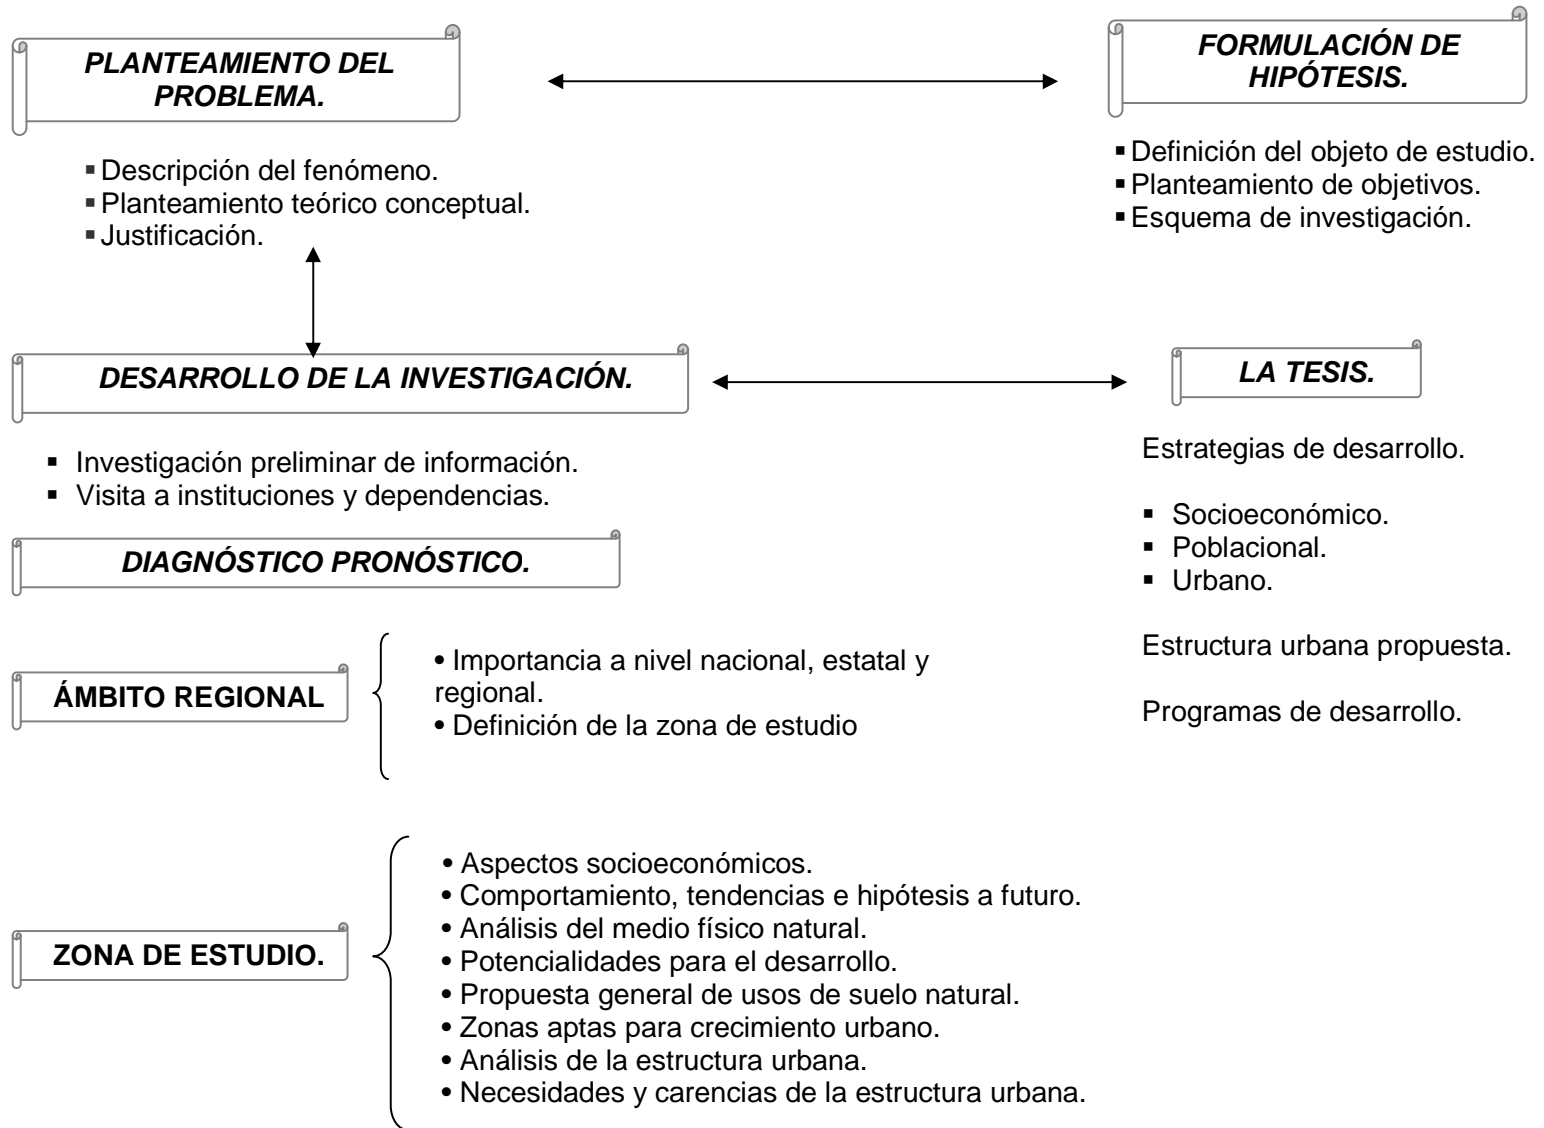 PLANTEAMIENTO DEL
PROBLEMA.
▪ Descripción del fenómeno.
▪ Planteamiento teórico conceptual.
▪ Justificación.
FORMULACIÓN DE
HIPÓTESIS.
▪ Definición del objeto de estudio.
▪ Planteamiento de objetivos.
▪ Esquema de investigación.
DESARROLLO DE LA INVESTIGACIÓN.
▪ Investigación preliminar de información.
▪ Visita a instituciones y dependencias.
LA TESIS.
Estrategias de desarrollo.
▪ Socioeconómico.
▪ Poblacional.
▪ Urbano.
Estructura urbana propuesta.
Programas de desarrollo.
DIAGNÓSTICO PRONÓSTICO.
ÁMBITO REGIONAL
• Importancia a nivel nacional, estatal y
regional.
• Definición de la zona de estudio
ZONA DE ESTUDIO.
• Aspectos socioeconómicos.
• Comportamiento, tendencias e hipótesis a futuro.
• Análisis del medio físico natural.
• Potencialidades para el desarrollo.
• Propuesta general de usos de suelo natural.
• Zonas aptas para crecimiento urbano.
• Análisis de la estructura urbana.
• Necesidades y carencias de la estructura urbana.